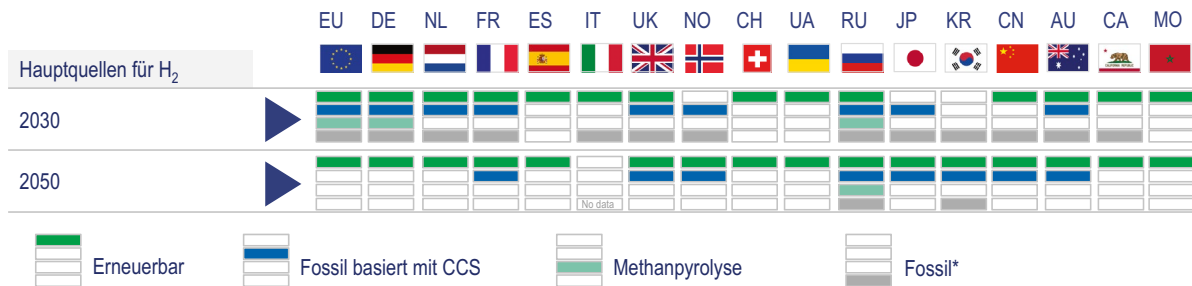 EU DE NL FR ES IT UK NO CH UA RU JP KR CN AU CA MO
Hauptquellen für H₂
2030
2050
No data
Erneuerbar
Fossil basiert mit CCS
Methanpyrolyse
Fossil*